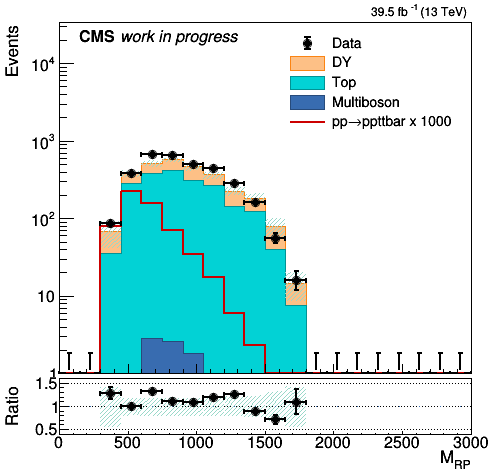 39.5 fb⁻¹ (13 TeV)
CMS work in progress
Events
Data
DY
Top
Multiboson
pp→ppttbar x 1000
10⁴
10³
10²
10
1
Ratio
1.5
1
0.5
0 500 1000 1500 2000 2500 3000
M_RP